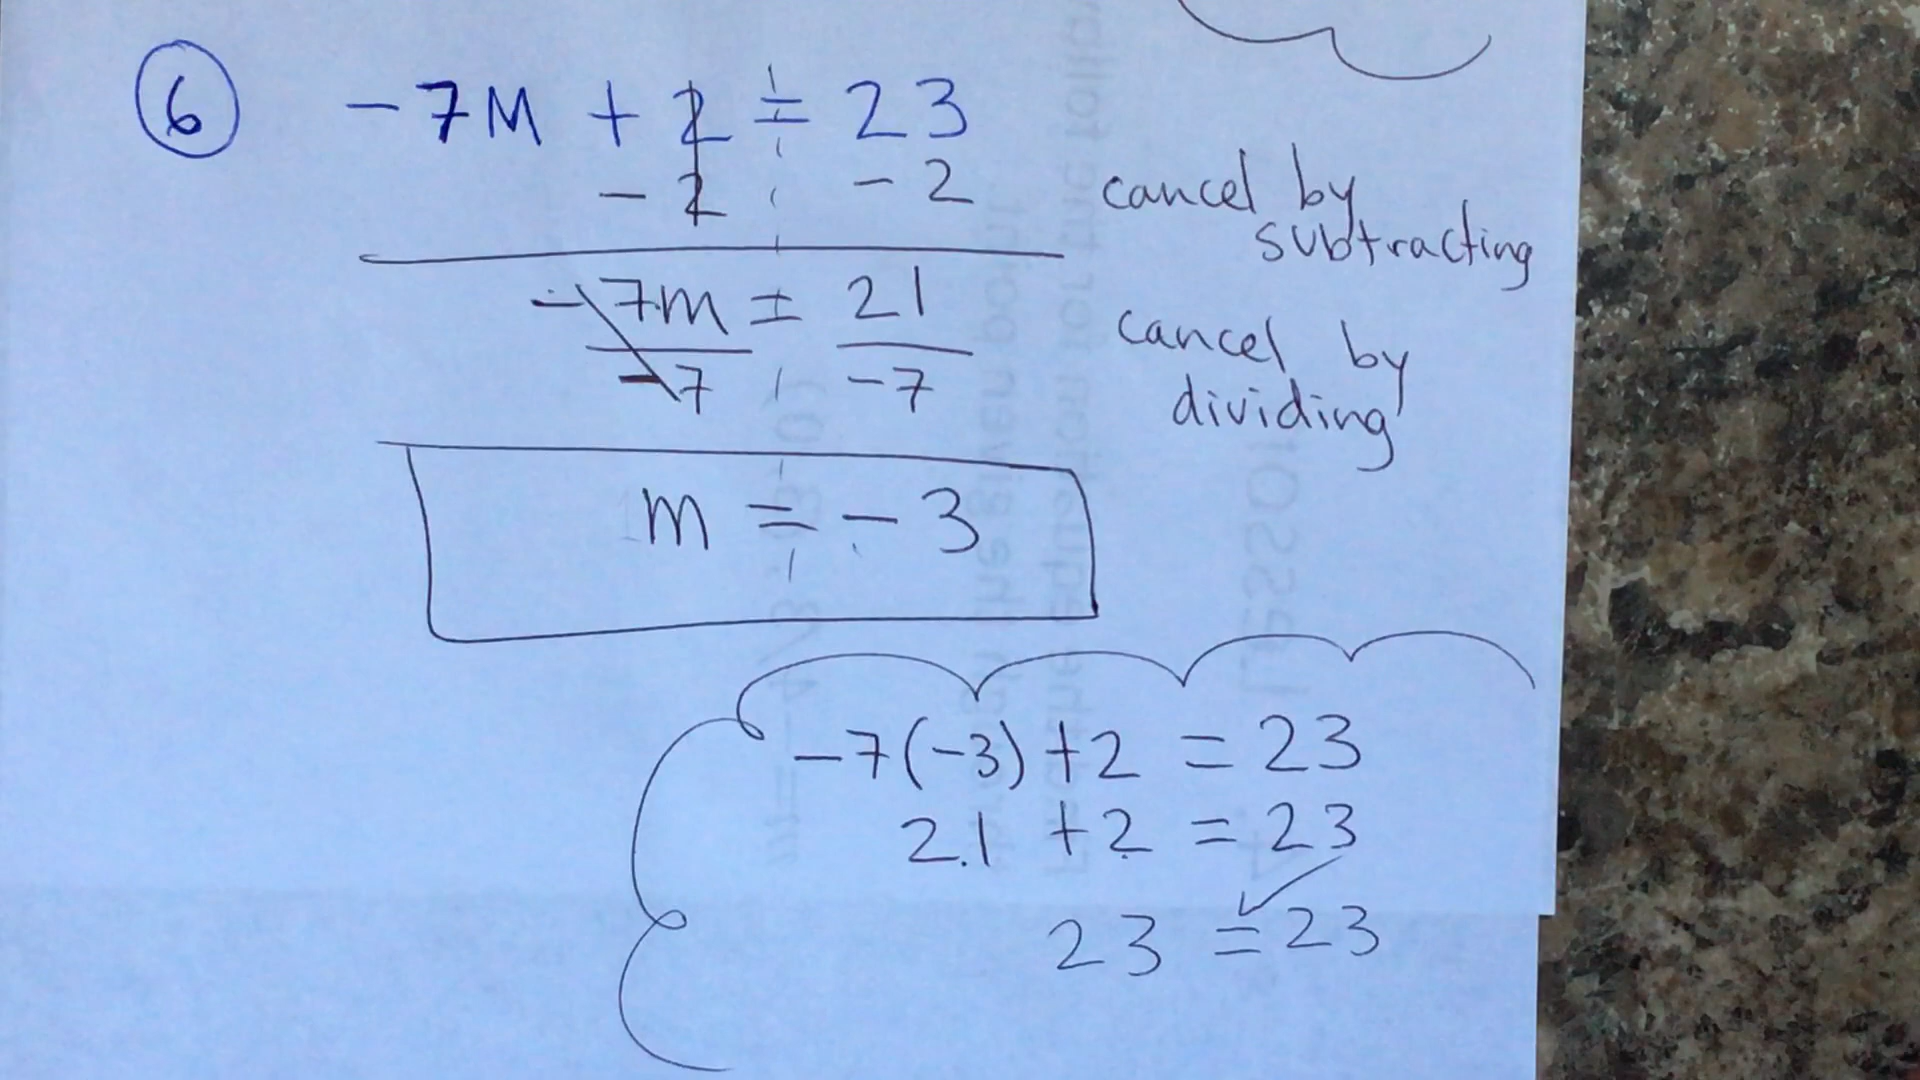 6 -7M + 2 = 23
- 2 - 2 cancel by
subtracting
-7m = 21
-7 -7 cancel by
dividing
m = - 3
-7(-3) +2 = 23
21 +2 = 23
23 = 23